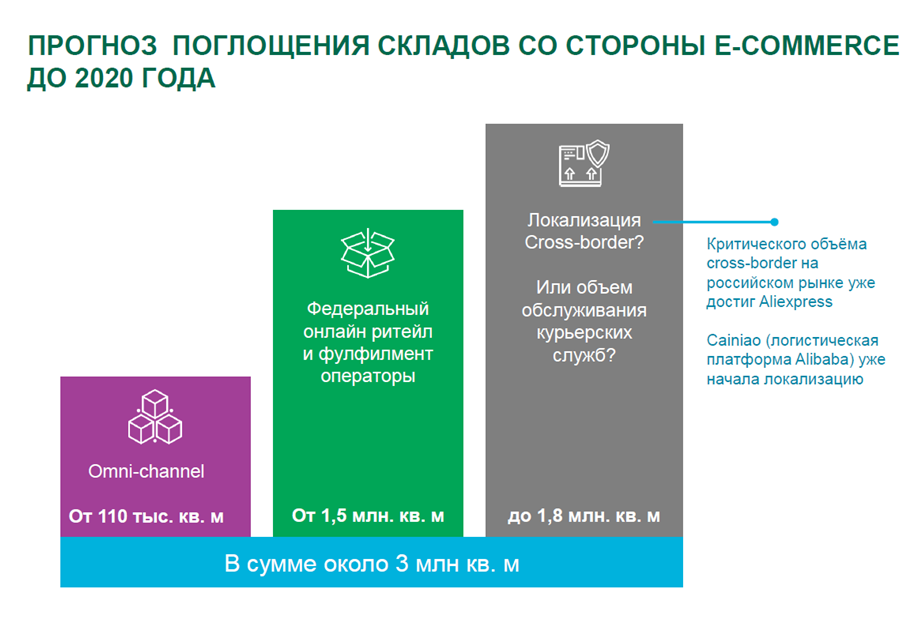 ПРОГНОЗ ПОГЛОЩЕНИЯ СКЛАДОВ СО СТОРОНЫ E-COMMERCE
ДО 2020 ГОДА
Omni-channel
От 110 тыс. кв. м
Федеральный
онлайн ритейл
и фулфилмент
операторы
От 1,5 млн. кв. м
Локализация
Cross-border?
Или объем
обслуживания
курьерских
служб?
до 1,8 млн. кв. м
Критического объёма
cross-border на
российском рынке уже
достиг Aliexpress
Cainiao (логистическая
платформа Alibaba) уже
начала локализацию
В сумме около 3 млн кв. м